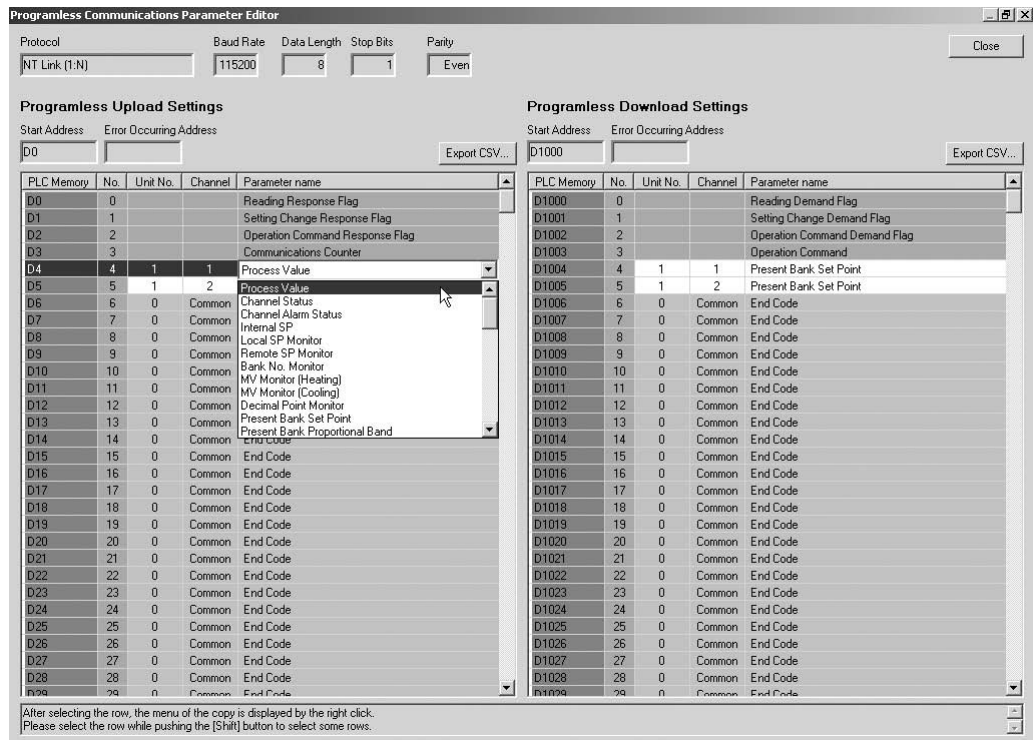 Programless Communications Parameter Editor
Protocol Baud Rate Data Length Stop Bits Parity
NT Link (1:N) 115200 8 1 Even Close
Programless Upload Settings
Start Address Error Occurring Address
D0 Export CSV...
PLC Memory No. Unit No. Channel Parameter name
D0 0 Reading Response Flag
D1 1 Setting Change Response Flag
D2 2 Operation Command Response Flag
D3 3 Communications Counter
D4 4 1 1 Process Value
D5 5 1 2
D6 6 0 Common
D7 7 0 Common
D8 8 0 Common
D9 9 0 Common
D10 10 0 Common
D11 11 0 Common
D12 12 0 Common
D13 13 0 Common
D14 14 0 Common End Code
D15 15 0 Common End Code
D16 16 0 Common End Code
D17 17 0 Common End Code
D18 18 0 Common End Code
D19 19 0 Common End Code
D20 20 0 Common End Code
D21 21 0 Common End Code
D22 22 0 Common End Code
D23 23 0 Common End Code
D24 24 0 Common End Code
D25 25 0 Common End Code
D26 26 0 Common End Code
D27 27 0 Common End Code
D28 28 0 Common End Code
D29 29 0 Common End Code
Process Value
Channel Status
Channel Alarm Status
Internal SP
Local SP Monitor
Remote SP Monitor
Bank No. Monitor
MV Monitor (Heating)
MV Monitor (Cooling)
Decimal Point Monitor
Present Bank Set Point
Present Bank Proportional Band
Programless Download Settings
Start Address Error Occurring Address
D1000 Export CSV...
PLC Memory No. Unit No. Channel Parameter name
D1000 0 Reading Demand Flag
D1001 1 Setting Change Demand Flag
D1002 2 Operation Command Demand Flag
D1003 3 Operation Command
D1004 4 1 1 Present Bank Set Point
D1005 5 1 2 Present Bank Set Point
D1006 6 0 Common End Code
D1007 7 0 Common End Code
D1008 8 0 Common End Code
D1009 9 0 Common End Code
D1010 10 0 Common End Code
D1011 11 0 Common End Code
D1012 12 0 Common End Code
D1013 13 0 Common End Code
D1014 14 0 Common End Code
D1015 15 0 Common End Code
D1016 16 0 Common End Code
D1017 17 0 Common End Code
D1018 18 0 Common End Code
D1019 19 0 Common End Code
D1020 20 0 Common End Code
D1021 21 0 Common End Code
D1022 22 0 Common End Code
D1023 23 0 Common End Code
D1024 24 0 Common End Code
D1025 25 0 Common End Code
D1026 26 0 Common End Code
D1027 27 0 Common End Code
D1028 28 0 Common End Code
D1029 29 0 Common End Code
After selecting the row, the menu of the copy is displayed by the right click.
Please select the row while pushing the [Shift] button to select some rows.